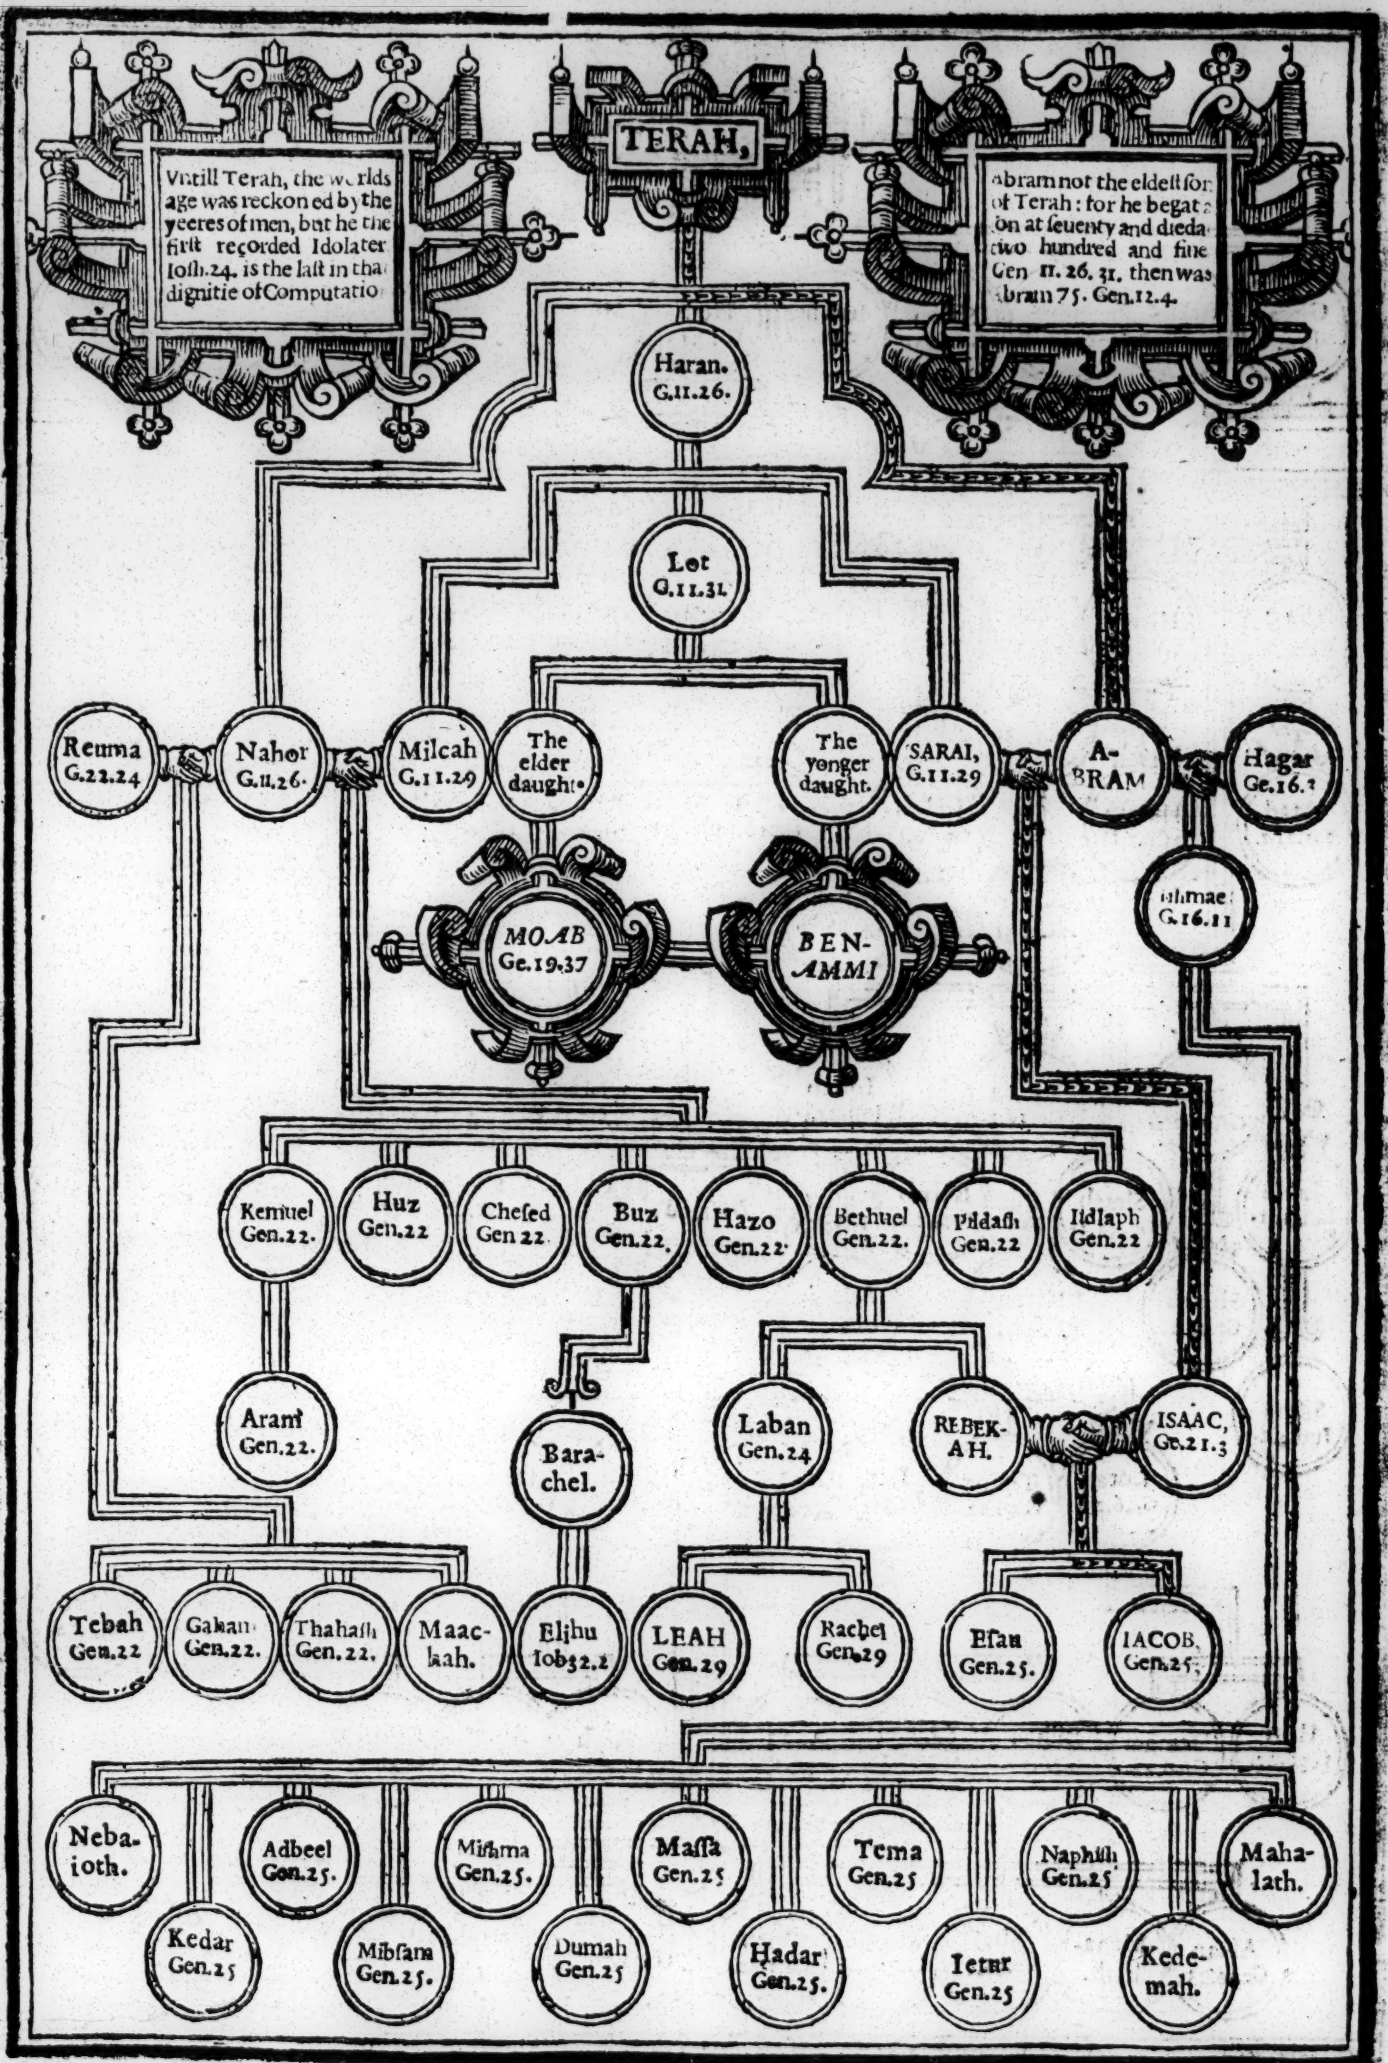 TERAH,
Vntill Terah, the worlds
age was reckoned by the
yeeres of men, but he the
first recorded Idolater
Iosh.24. is the last in tha
dignitie of Computatio
Abram not the eldest son
of Terah: for he begat a
son at seuenty and died a
two hundred and fiue
Gen 11. 26. 31. then was
Abram 75. Gen.12.4.
Haran.
G.11.26.
Lot
G.11.31
Reuma
G.22.24
Nahor
G.11.26.
Milcah
G.11.29
The
elder
daught.
The
yonger
daught.
SARAI,
G.11.29
A-
BRAM
Hagar
Ge.16.
Ishmael
G.16.11
MOAB
Ge.19.37
BEN-
AMMI
Kemuel
Gen.22.
Huz
Gen.22
Chesed
Gen 22
Buz
Gen.22.
Hazo
Gen.22.
Bethuel
Gen.22.
Pildash
Gen.22
Iidlaph
Gen.22
Aram
Gen.22.
Bara-
chel.
Laban
Gen.24
REBEK-
AH.
ISAAC,
Ge.21.3
Tebah
Gen.22
Gahan
Gen.22.
Thahash
Gen.22.
Maac-
hah.
Elihu
Iob32.2
LEAH
Gen.29
Rachel
Gen.29
Esau
Gen.25.
IACOB.
Gen.25.
Neba-
ioth.
Kedar
Gen.25
Adbeel
Gen.25.
Mibsam
Gen.25.
Mishma
Gen.25.
Dumah
Gen.25
Massa
Gen.25
Hadar
Gen.25.
Tema
Gen.25
Ietur
Gen.25
Naphish
Gen.25
Kede-
mah.
Maha-
lath.